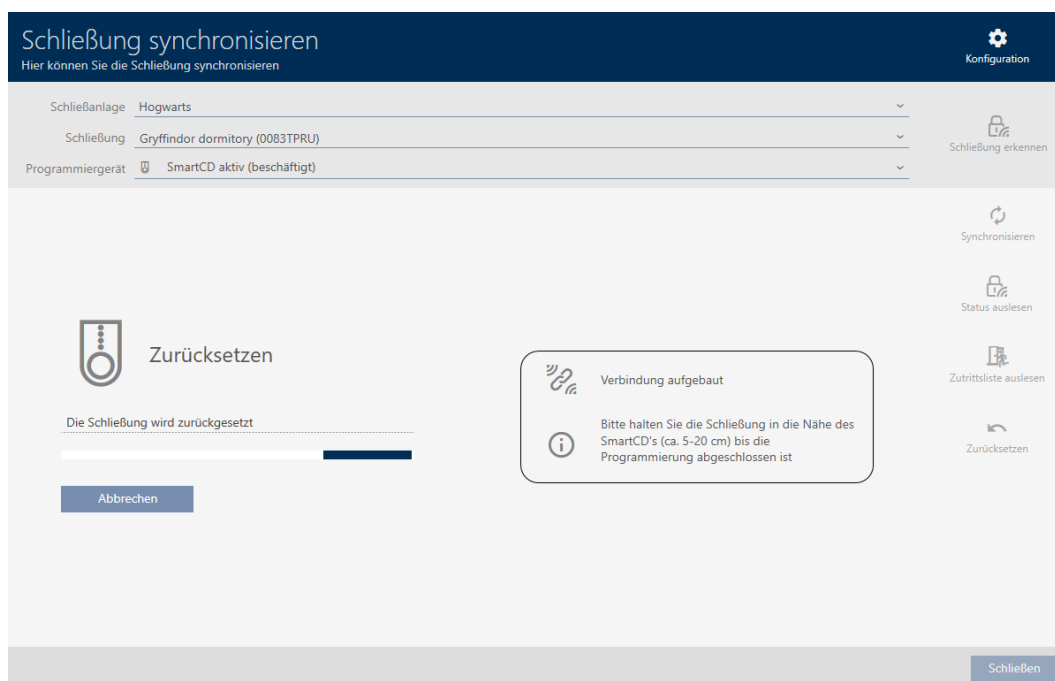 Schließung synchronisieren
Hier können Sie die Schließung synchronisieren
Konfiguration
Schließanlage Hogwarts
Schließung Gryffindor dormitory (0083TPRU)
Programmiergerät SmartCD aktiv (beschäftigt)
Schließung erkennen
Synchronisieren
Status auslesen
Zutrittsliste auslesen
Zurücksetzen
Zurücksetzen
Die Schließung wird zurückgesetzt
Abbrechen
Verbindung aufgebaut
Bitte halten Sie die Schließung in die Nähe des
SmartCD's (ca. 5-20 cm) bis die
Programmierung abgeschlossen ist
Schließen